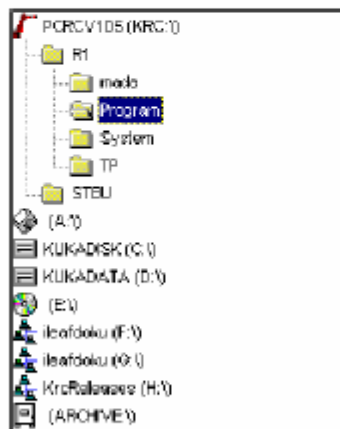 PCRCV105 (KRC:\)
R1
mada
Program
System
TP
STEU
(A:\)
KUKADISK (C:\)
KUKADATA (D:\)
(E:\)
ileafdoku (F:\)
ileafdoku (G:\)
KrcReleases (H:\)
(ARCHIVE:\)